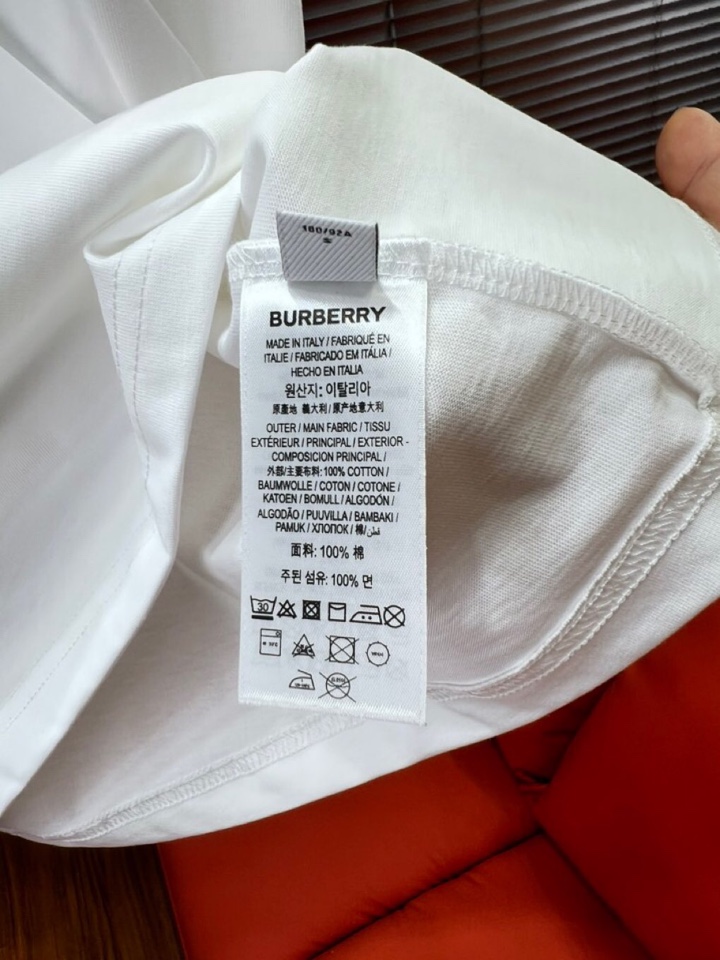 160/92A
S
BURBERRY
MADE IN ITALY / FABRIQUÉ EN
ITALIE / FABRICADO EM ITÁLIA /
HECHO EN ITALIA
원산지: 이탈리아
原產地 義大利 / 原产地意大利
OUTER / MAIN FABRIC / TISSU
EXTÉRIEUR / PRINCIPAL / EXTERIOR -
COMPOSICION PRINCIPAL /
外部/主要布料: 100% COTTON /
BAUMWOLLE / COTON / COTONE /
KATOEN / BOMULL / ALGODÓN /
ALGODÃO / PUUVILLA / BAMBAKI /
PAMUK / ХЛОПОК / 棉/قطن
面料: 100% 棉
주된 섬유: 100% 면
30